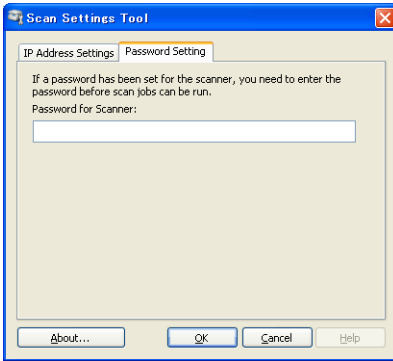 Scan Settings Tool
IP Address Settings Password Setting
If a password has been set for the scanner, you need to enter the
password before scan jobs can be run.
Password for Scanner:
About... OK Cancel Help